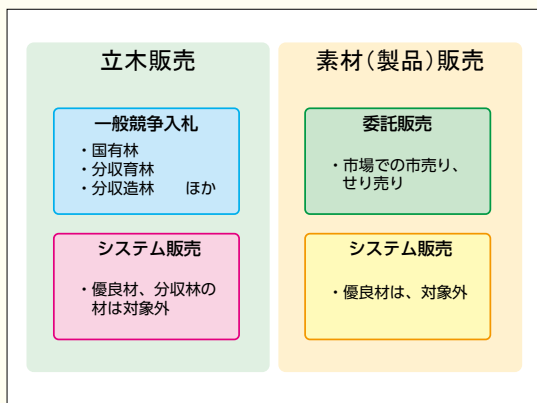 立木販売
一般競争入札
・国有林
・分収育林
・分収造林　ほか
システム販売
・優良材、分収林の
材は対象外
素材（製品）販売
委託販売
・市場での市売り、
せり売り
システム販売
・優良材は、対象外